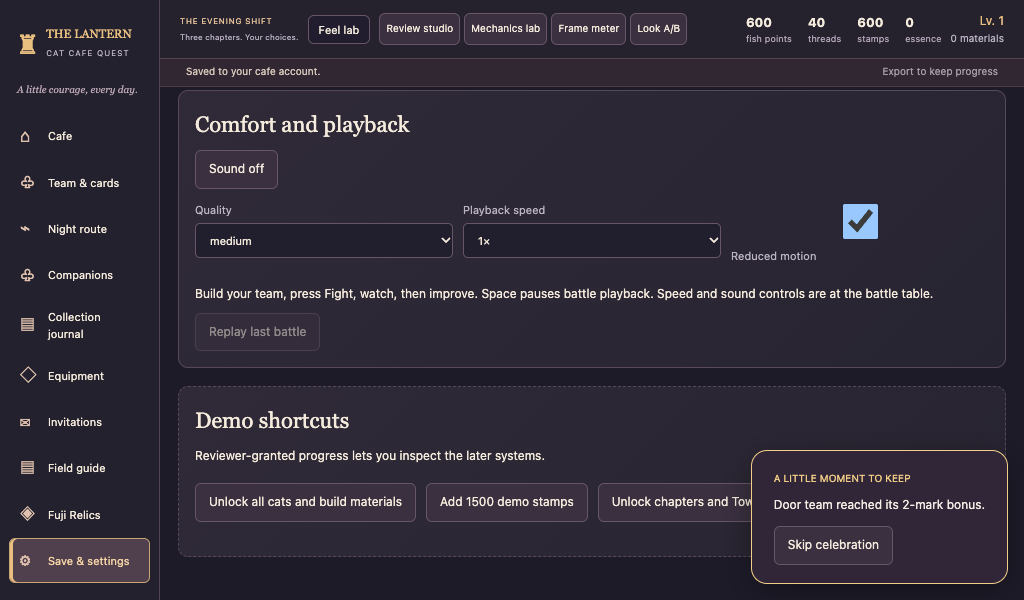 THE LANTERN
CAT CAFE QUEST
A little courage, every day.
Cafe
Team & cards
Night route
Companions
Collection
journal
Equipment
Invitations
Field guide
Fuji Relics
Save & settings
THE EVENING SHIFT
Three chapters. Your choices.
Feel lab
Review studio
Mechanics lab
Frame meter
Look A/B
600
fish points
40
threads
600
stamps
0
essence
Lv. 1
0 materials
Saved to your cafe account.
Export to keep progress
Comfort and playback
Sound off
Quality
Playback speed
medium
1×
Reduced motion
Build your team, press Fight, watch, then improve. Space pauses battle playback. Speed and sound controls are at the battle table.
Replay last battle
Demo shortcuts
Reviewer-granted progress lets you inspect the later systems.
Unlock all cats and build materials
Add 1500 demo stamps
Unlock chapters and
A LITTLE MOMENT TO KEEP
Door team reached its 2-mark bonus.
Skip celebration